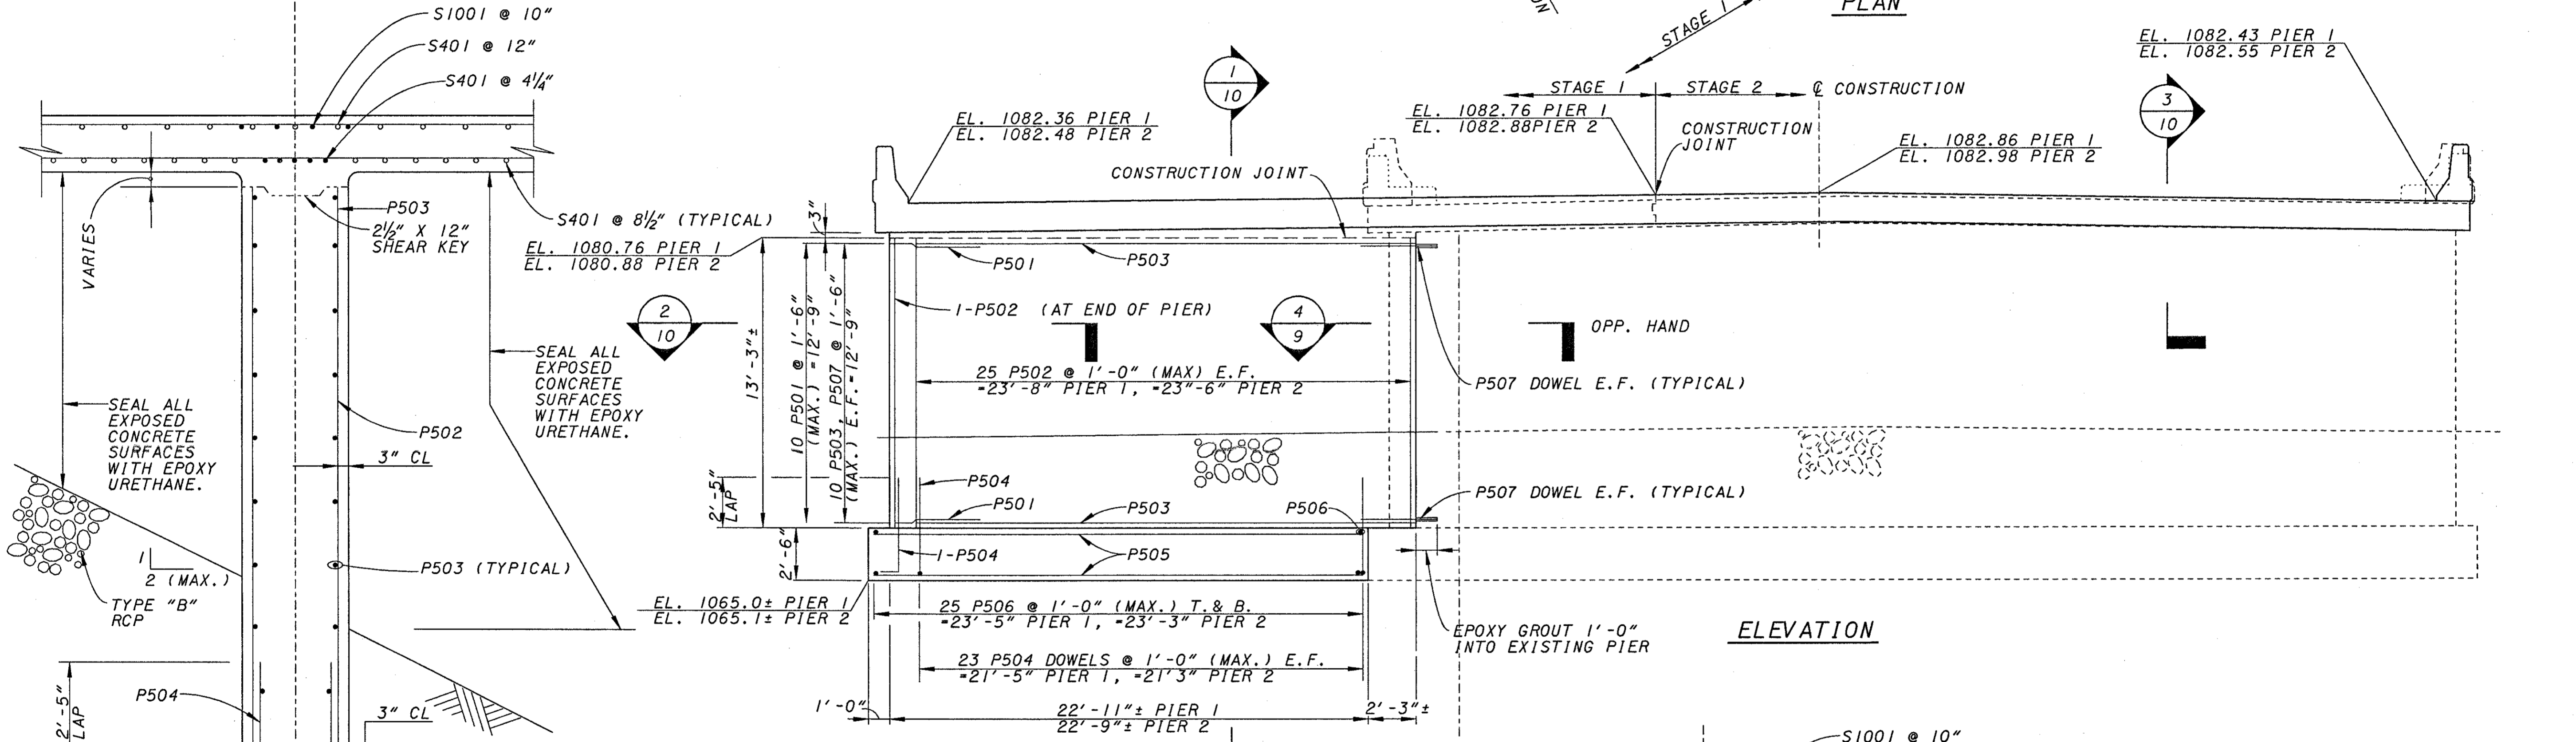 S1001 @ 10"
S401 @ 12"
S401 @ 4¼"
VARIES
P503
2½" X 12"
SHEAR KEY
S401 @ 8½" (TYPICAL)
SEAL ALL
EXPOSED
CONCRETE
SURFACES
WITH EPOXY
URETHANE.
SEAL ALL
EXPOSED
CONCRETE
SURFACES
WITH EPOXY
URETHANE.
P502
3" CL
1
2 (MAX.)
TYPE "B"
RCP
P503 (TYPICAL)
2'-5"
LAP
P504
3" CL
PLAN
STAGE 1
ON
1
10
3
10
EL. 1082.43 PIER 1
EL. 1082.55 PIER 2
STAGE 1
STAGE 2
℄ CONSTRUCTION
EL. 1082.36 PIER 1
EL. 1082.48 PIER 2
EL. 1082.76 PIER 1
EL. 1082.88PIER 2
CONSTRUCTION
JOINT
EL. 1082.86 PIER 1
EL. 1082.98 PIER 2
CONSTRUCTION JOINT
3"
EL. 1080.76 PIER 1
EL. 1080.88 PIER 2
P501
P503
2
10
1-P502 (AT END OF PIER)
4
9
OPP. HAND
13'-3"±
10 P501 @ 1'-6"
(MAX.) =12'-9"
10 P503, P507 @ 1'-6"
(MAX.) E.F.=12'-9"
25 P502 @ 1'-0" (MAX) E.F.
=23'-8" PIER 1, =23"-6" PIER 2
P507 DOWEL E.F. (TYPICAL)
2'-5"
LAP
P504
P501
P503
P506
P507 DOWEL E.F. (TYPICAL)
2'-6"
1-P504
P505
EL. 1065.0± PIER 1
EL. 1065.1± PIER 2
25 P506 @ 1'-0" (MAX.) T.& B.
=23'-5" PIER 1, =23'-3" PIER 2
EPOXY GROUT 1'-0"
INTO EXISTING PIER
ELEVATION
23 P504 DOWELS @ 1'-0" (MAX.) E.F.
=21'-5" PIER 1, =21'3" PIER 2
1'-0"
22'-11"± PIER 1
22'-9"± PIER 2
2'-3"±
S1001 @ 10"